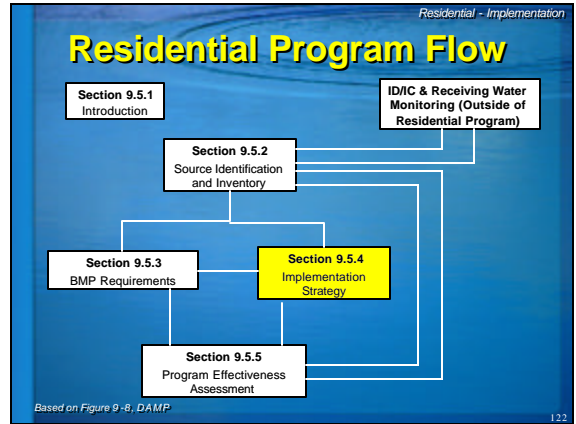 Residential - Implementation
Residential Program Flow
Section 9.5.1
Introduction
ID/IC & Receiving Water
Monitoring (Outside of
Residential Program)
Section 9.5.2
Source Identification
and Inventory
Section 9.5.3
BMP Requirements
Section 9.5.4
Implementation
Strategy
Section 9.5.5
Program Effectiveness
Assessment
Based on Figure 9 -8, DAMP
122